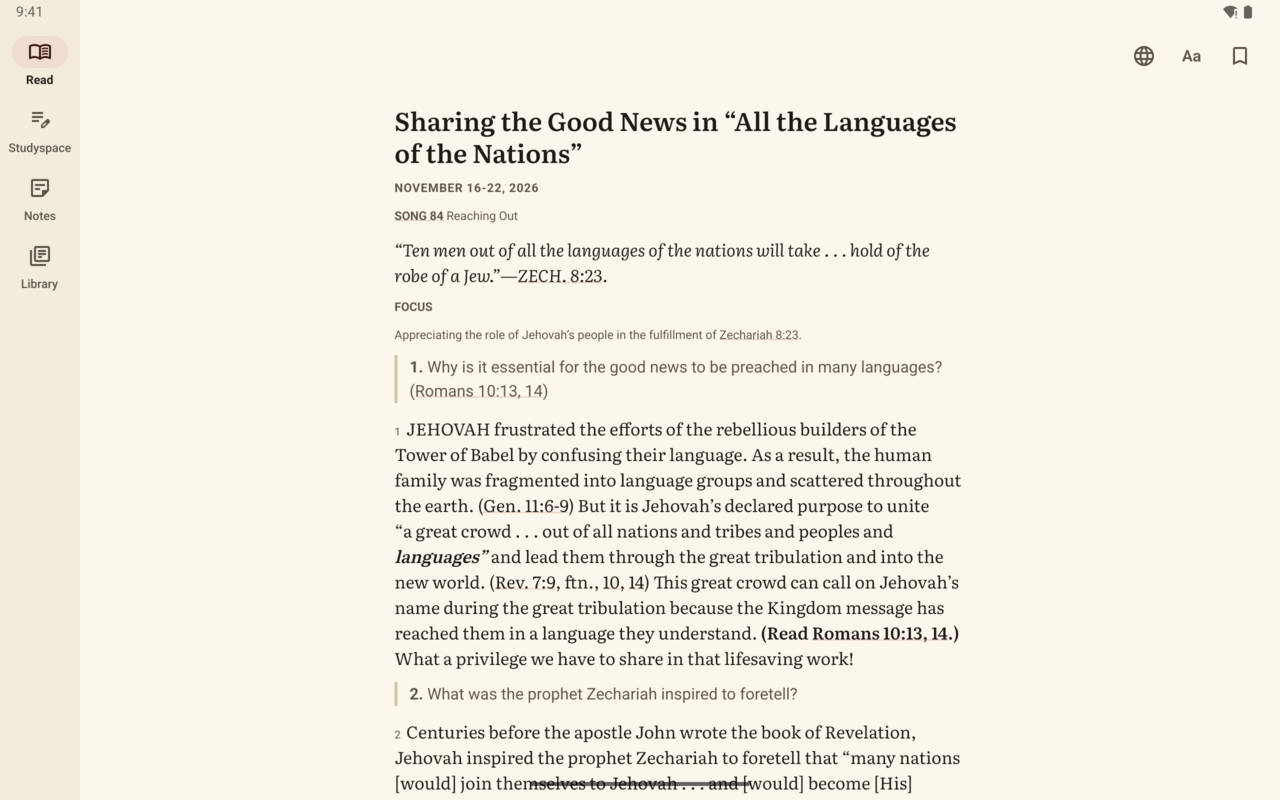 9:41
Read
Studyspace
Notes
Library
Aa
Sharing the Good News in “All the Languages
of the Nations”
NOVEMBER 16-22, 2026
SONG 84 Reaching Out
“Ten men out of all the languages of the nations will take . . . hold of the
robe of a Jew.”—ZECH. 8:23.
FOCUS
Appreciating the role of Jehovah’s people in the fulfillment of Zechariah 8:23.
1. Why is it essential for the good news to be preached in many languages?
(Romans 10:13, 14)
1 JEHOVAH frustrated the efforts of the rebellious builders of the
Tower of Babel by confusing their language. As a result, the human
family was fragmented into language groups and scattered throughout
the earth. (Gen. 11:6-9) But it is Jehovah’s declared purpose to unite
“a great crowd . . . out of all nations and tribes and peoples and
languages” and lead them through the great tribulation and into the
new world. (Rev. 7:9, ftn., 10, 14) This great crowd can call on Jehovah’s
name during the great tribulation because the Kingdom message has
reached them in a language they understand. (Read Romans 10:13, 14.)
What a privilege we have to share in that lifesaving work!
2. What was the prophet Zechariah inspired to foretell?
2 Centuries before the apostle John wrote the book of Revelation,
Jehovah inspired the prophet Zechariah to foretell that “many nations
[would] join themselves to Jehovah . . . and [would] become [His]